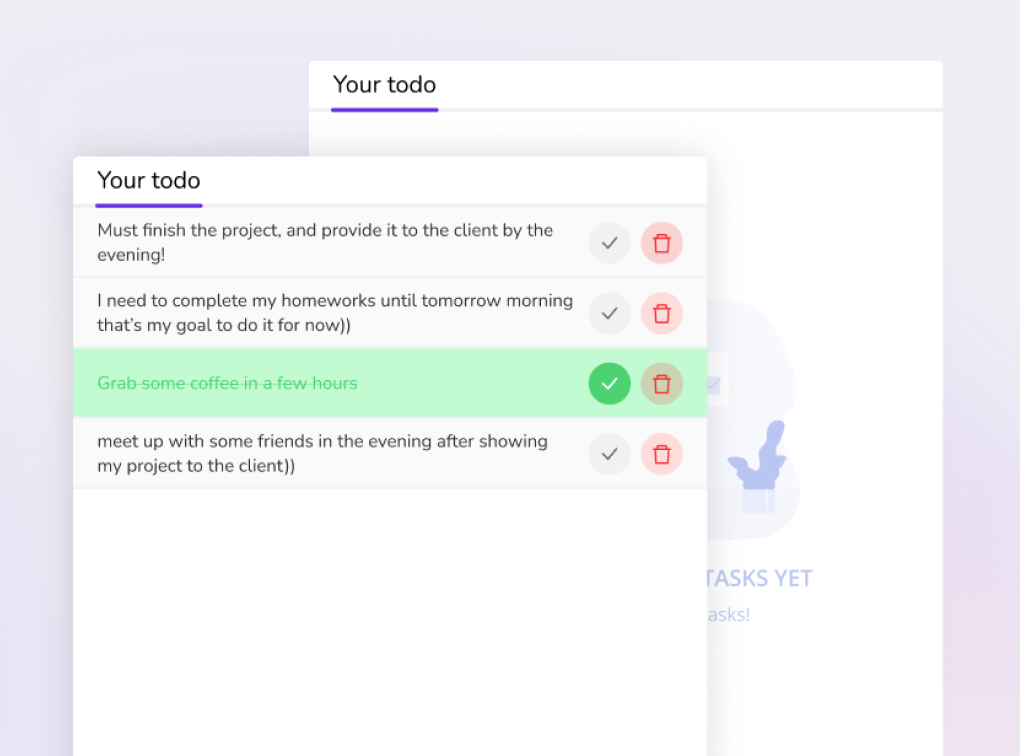 Your todo
Your todo
Must finish the project, and provide it to the client by the
evening!
I need to complete my homeworks until tomorrow morning
that’s my goal to do it for now))
Grab some coffee in a few hours
meet up with some friends in the evening after showing
my project to the client))
TASKS YET
asks!